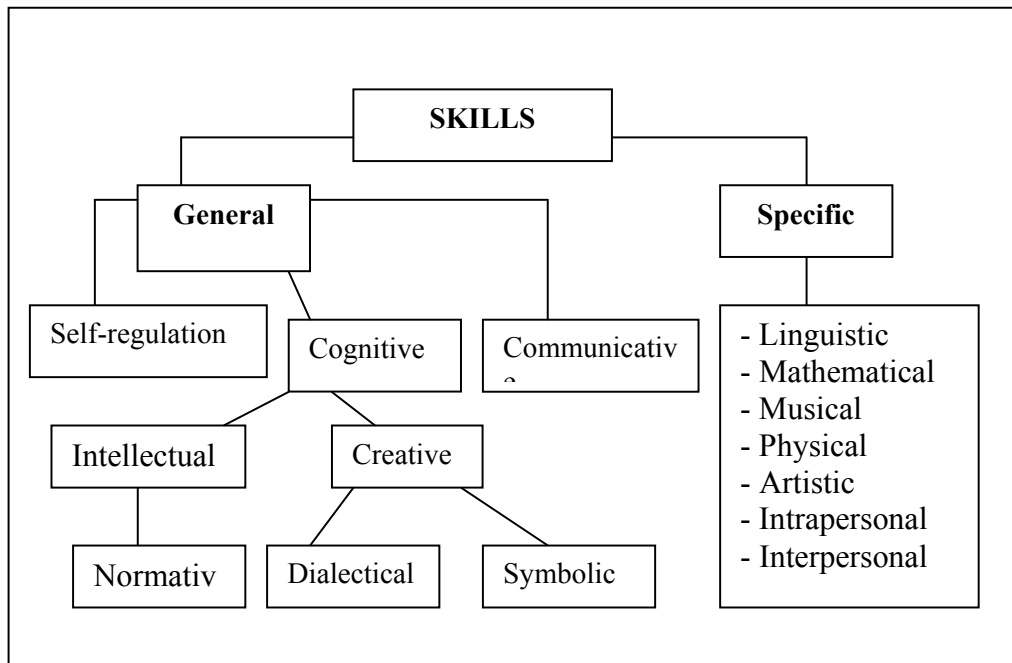 SKILLS
General
Specific
Self-regulation
Cognitive
Communicativ
- Linguistic
- Mathematical
- Musical
- Physical
- Artistic
- Intrapersonal
- Interpersonal
Intellectual
Creative
Normativ
Dialectical
Symbolic